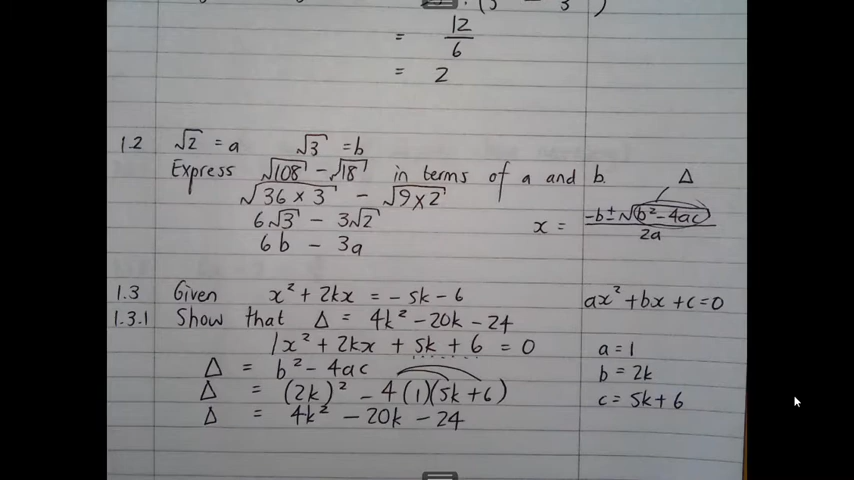 = 12/6
= 2
1.2 √2 = a √3 = b
Express √108 - √18 in terms of a and b.
√36 × 3 - √9 × 2
6√3 - 3√2
6b - 3a
Δ
x = -b ± √b² - 4ac / 2a
1.3 Given x² + 2kx = - 5k - 6
1.3.1 Show that Δ = 4k² - 20k - 24
1x² + 2kx + 5k + 6 = 0
Δ = b² - 4ac
Δ = (2k)² - 4(1)(5k + 6)
Δ = 4k² - 20k - 24
ax² + bx + c = 0
a = 1
b = 2k
c = 5k + 6